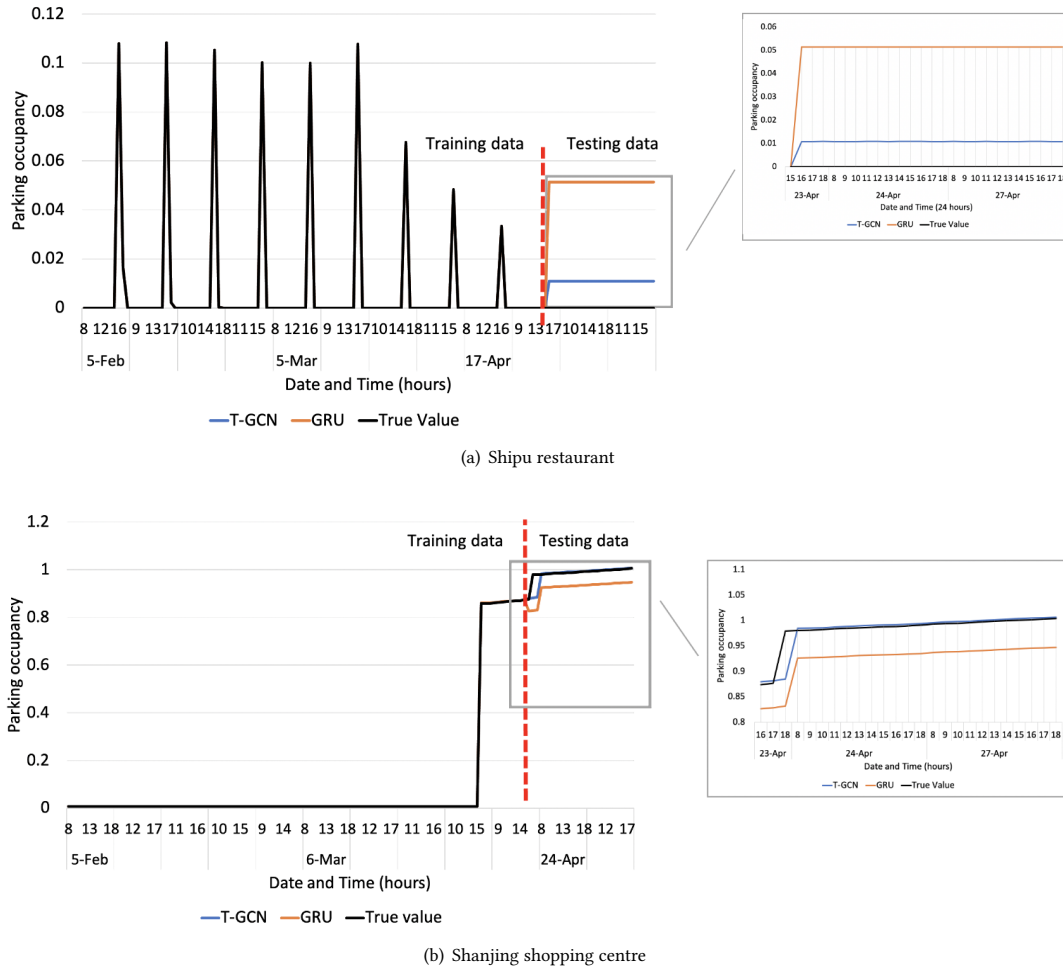 0.12
0.1
0.08
0.06
0.04
0.02
0
Parking occupancy
Training data
Testing data
8 12 16 9 13 17 10 14 18 11 15 8 12 16 9 13 17 10 14 18 11 15 8 12 16 9 13 17 10 14 18 11 15
5-Feb 5-Mar 17-Apr
Date and Time (hours)
T-GCN GRU True Value
0.06
0.05
0.04
0.03
0.02
0.01
0
Parking occupancy
15 16 17 18 8 9 10 11 12 13 14 15 16 17 18 8 9 10 11 12 13 14 15 16 17 18
23-Apr 24-Apr 27-Apr
Date and Time (24 hours)
T-GCN GRU True Value
(a) Shipu restaurant
1.2
1
0.8
0.6
0.4
0.2
0
Parking occupancy
Training data
Testing data
8 13 18 12 17 11 16 10 15 9 14 8 13 18 12 17 11 16 10 15 9 14 8 13 18 12 17
5-Feb 6-Mar 24-Apr
Date and Time (hours)
T-GCN GRU True value
1.1
1.05
1
0.95
0.9
0.85
0.8
Parking occupancy
16 17 18 8 9 10 11 12 13 14 15 16 17 18 8 9 10 11 12 13 14 15 16 17 18
23-Apr 24-Apr 27-Apr
Date and Time (hours)
T-GCN GRU True Value
(b) Shanjing shopping centre